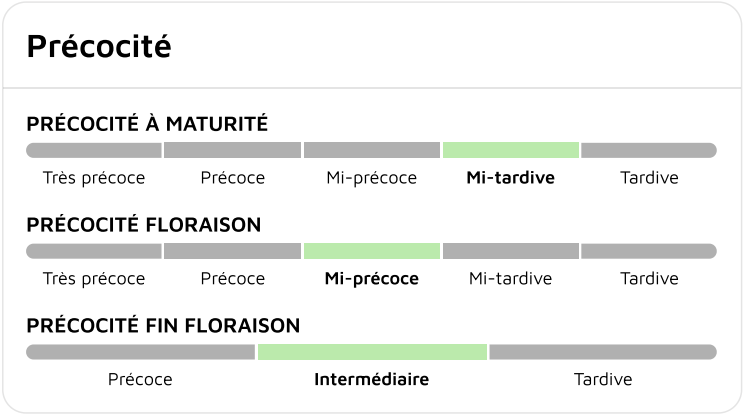 Précocité
PRÉCOCITÉ À MATURITÉ
Très précoce Précoce Mi-précoce Mi-tardive Tardive
PRÉCOCITÉ FLORAISON
Très précoce Précoce Mi-précoce Mi-tardive Tardive
PRÉCOCITÉ FIN FLORAISON
Précoce Intermédiaire Tardive